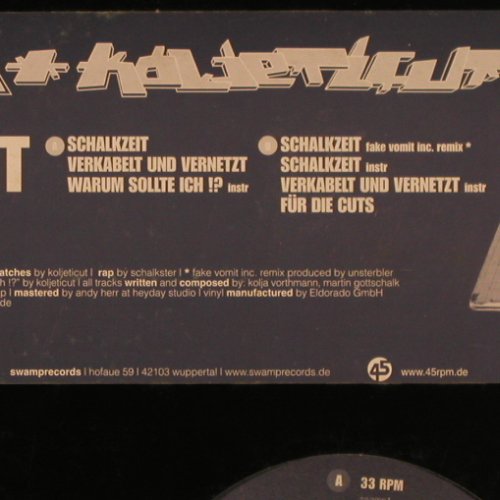 * KOLJETICUT
T
A SCHALKZEIT
VERKABELT UND VERNETZT
WARUM SOLLTE ICH !? instr
SCHALKZEIT fake vomit inc. remix *
SCHALKZEIT instr
VERKABELT UND VERNETZT instr
FÜR DIE CUTS
atches by koljeticut I rap by schalkster I * fake vomit inc. remix produced by unsterbler
h !?" by koljeticut I all tracks written and composed by: kolja vorthmann, martin gottschalk
p I mastered by andy herr at heyday studio I vinyl manufactured by Eldorado GmbH
de
swamprecords I hofaue 59 I 42103 wuppertal I www.swamprecords.de
45 www.45rpm.de
A 33 RPM